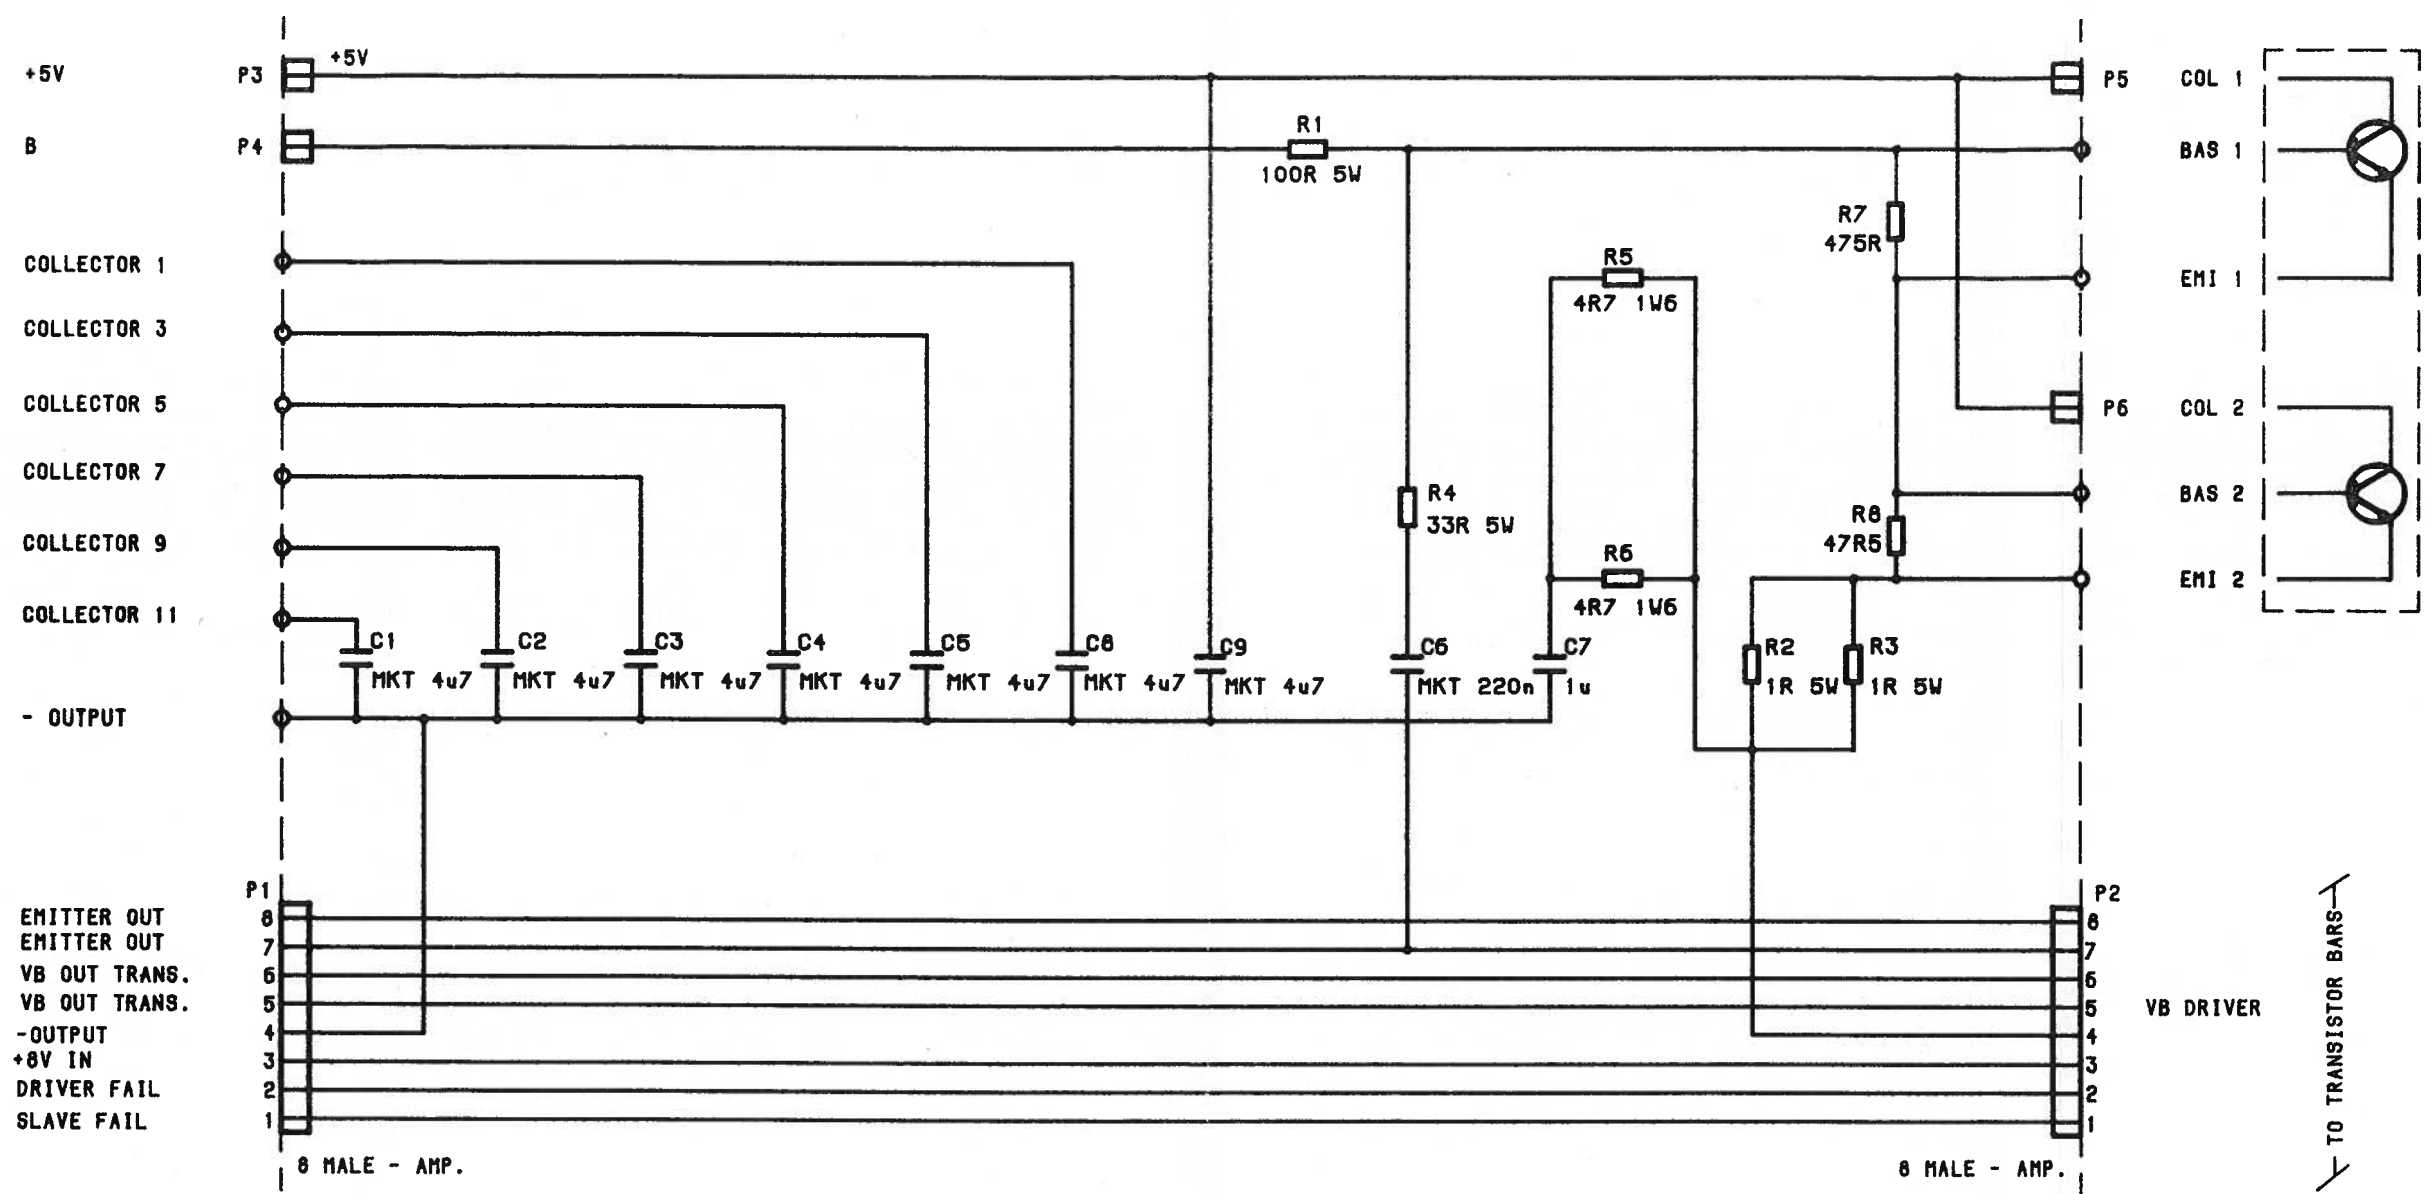 +5V P3 +5V P5 COL 1
B P4 R1 BAS 1
100R 5W
R7
475R
COLLECTOR 1 R5 EMI 1
4R7 1W6
COLLECTOR 3
COLLECTOR 5 P6 COL 2
COLLECTOR 7 R4 BAS 2
33R 5W
R8
47R5
COLLECTOR 9 R6 EMI 2
4R7 1W6
COLLECTOR 11
C1 C2 C3 C4 C5 C8 C9 C6 C7 R2 R3
MKT 4u7 MKT 4u7 MKT 4u7 MKT 4u7 MKT 4u7 MKT 4u7 MKT 4u7 MKT 220n 1u 1R 5W 1R 5W
- OUTPUT
P1 P2
EMITTER OUT 8 8
EMITTER OUT 7 7
VB OUT TRANS. 6 6
VB OUT TRANS. 5 5 VB DRIVER
-OUTPUT 4 4
+8V IN 3 3
DRIVER FAIL 2 2
SLAVE FAIL 1 1
8 MALE - AMP. 8 MALE - AMP.
TO TRANSISTOR BARS